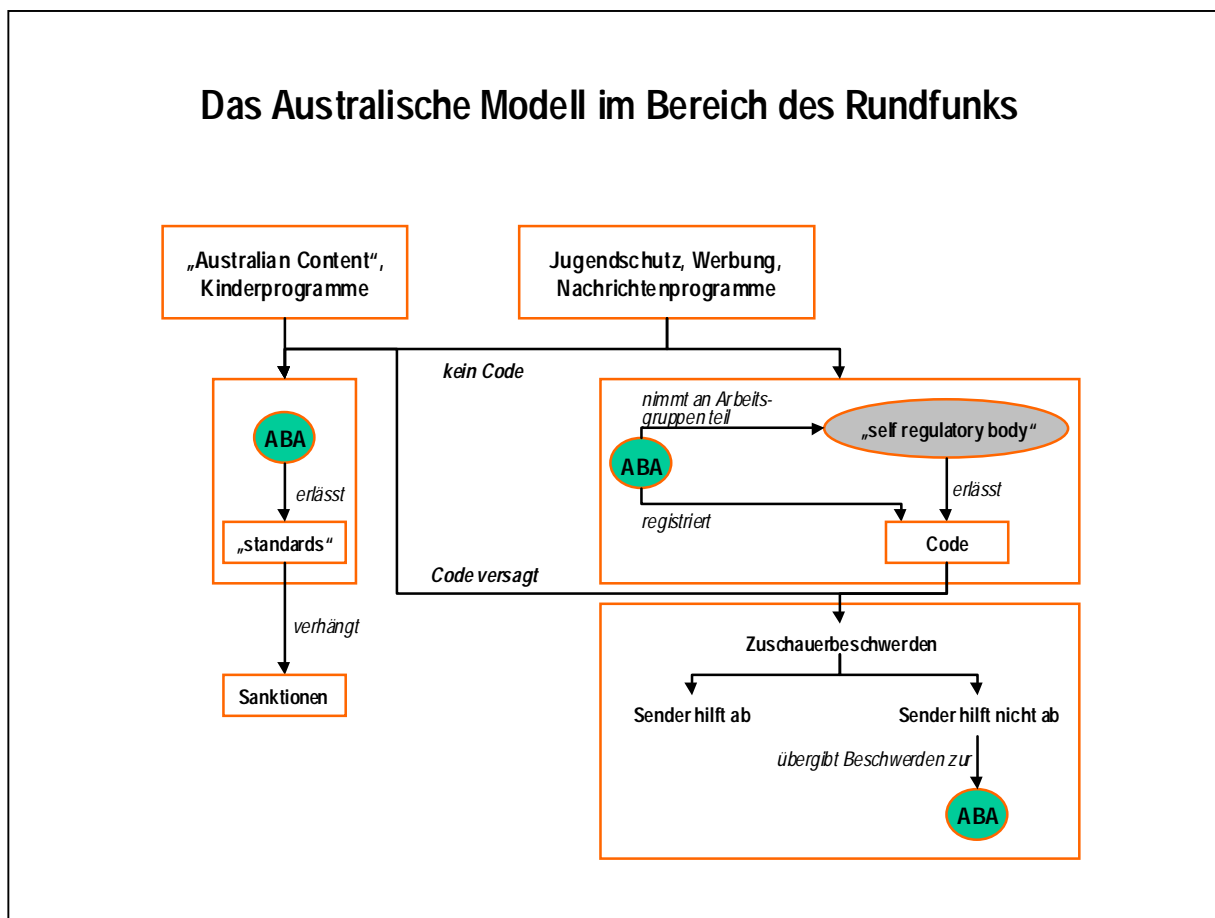 Das Australische Modell im Bereich des Rundfunks
„Australian Content“,
Kinderprogramme
Jugendschutz, Werbung,
Nachrichtenprogramme
kein Code
ABA
erlässt
„standards“
verhängt
Sanktionen
nimmt an Arbeits-
gruppen teil
„self regulatory body“
ABA
registriert
erlässt
Code
Code versagt
Zuschauerbeschwerden
Sender hilft ab
Sender hilft nicht ab
übergibt Beschwerden zur
ABA